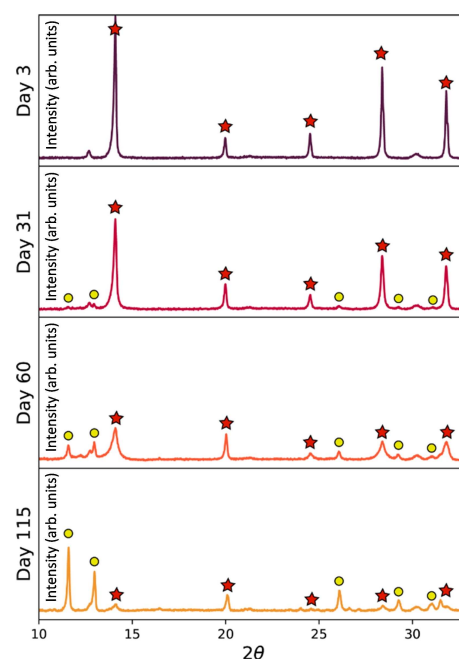 Day 3
Intensity (arb. units)
Day 31
Intensity (arb. units)
Day 60
Intensity (arb. units)
Day 115
Intensity (arb. units)
10 15 20 25 30
2θ